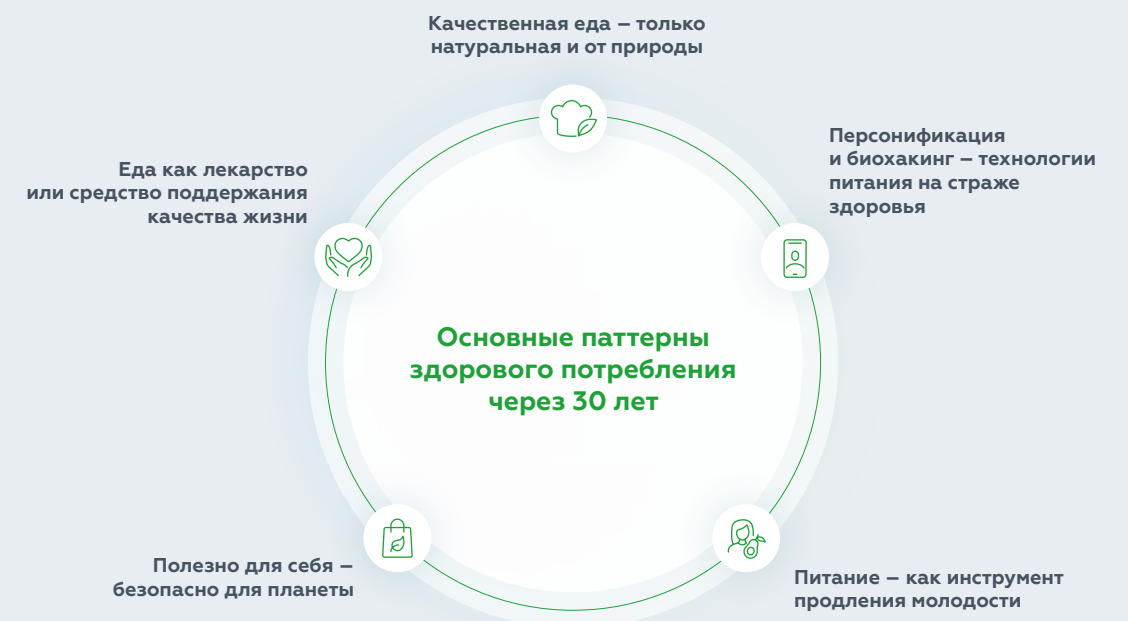 Качественная еда – только
натуральная и от природы
Персонификация
и биохакинг – технологии
питания на страже
здоровья
Еда как лекарство
или средство поддержания
качества жизни
Основные паттерны
здорового потребления
через 30 лет
Полезно для себя –
безопасно для планеты
Питание – как инструмент
продления молодости